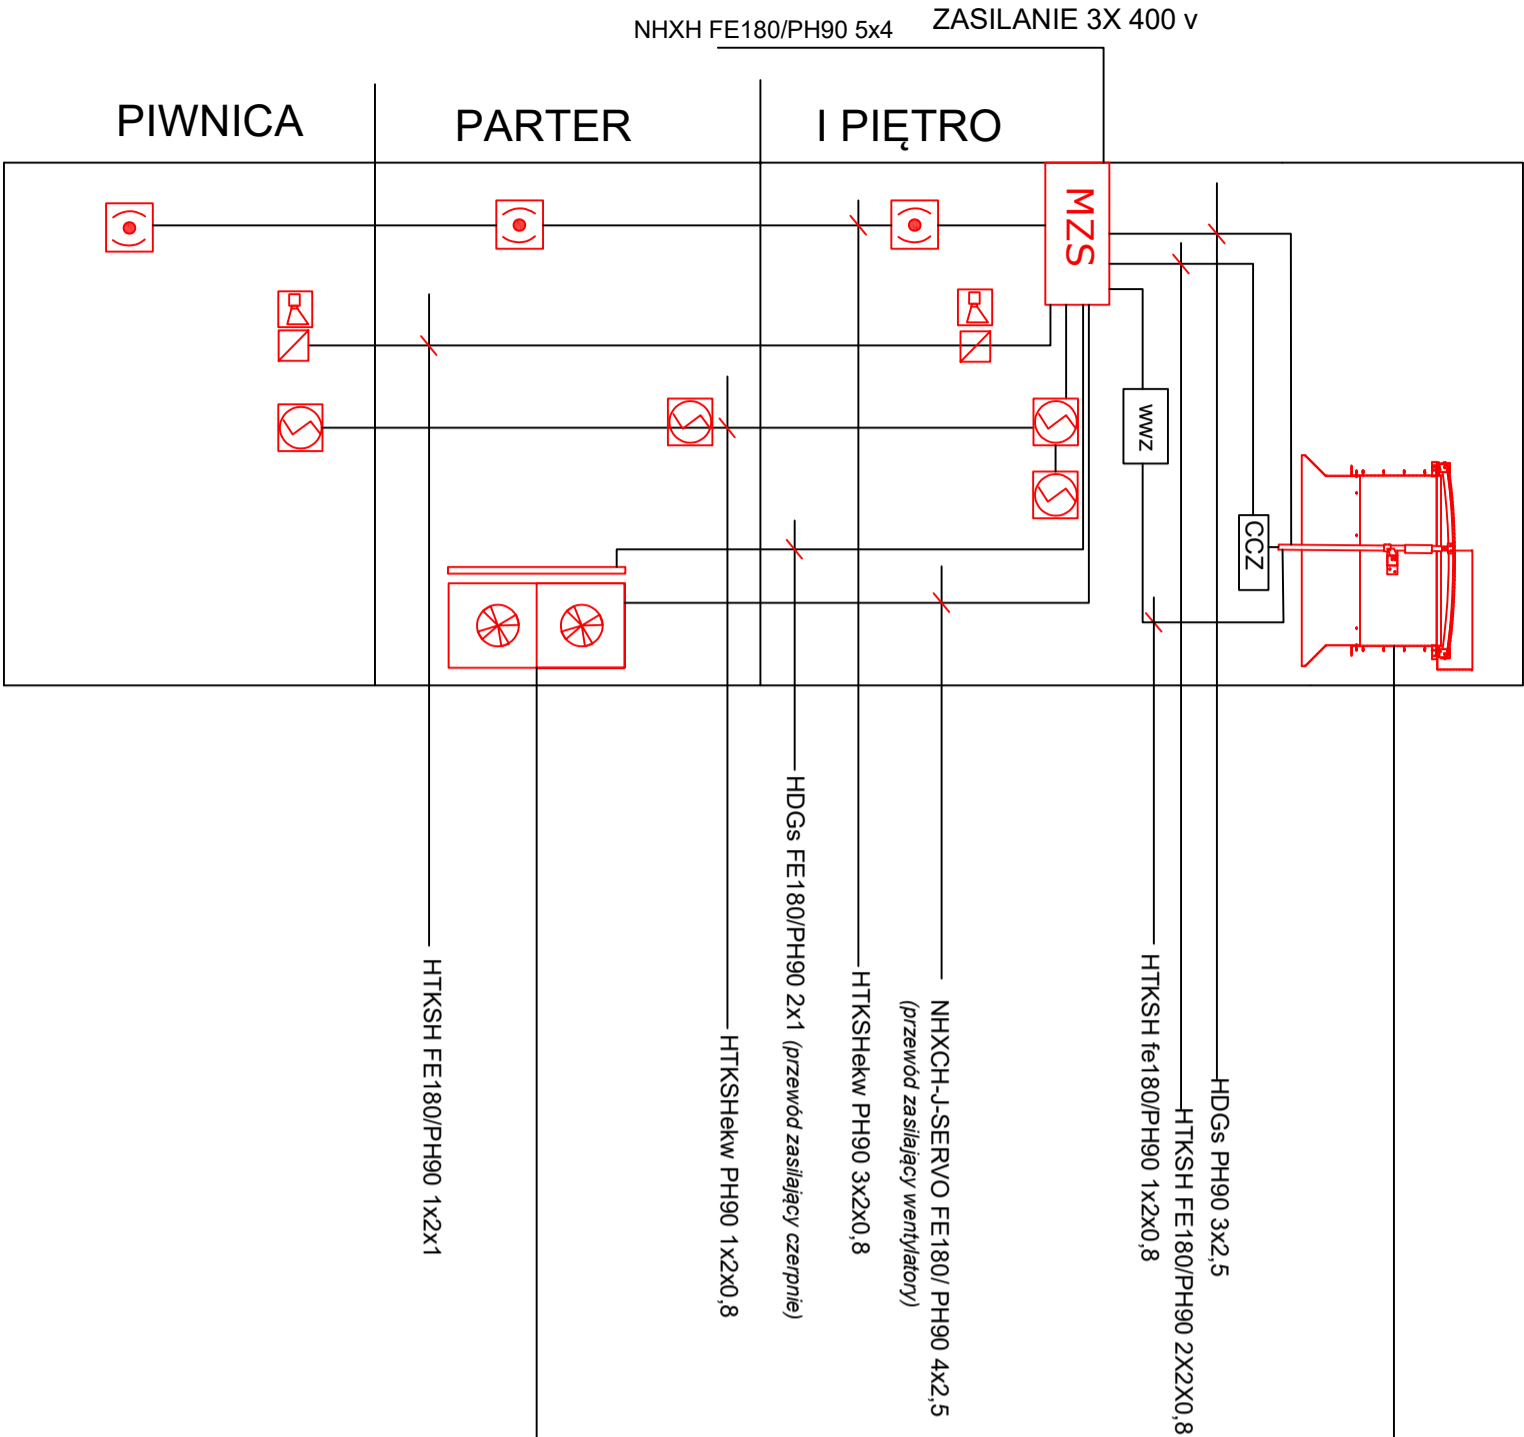 NHXH FE180/PH90 5x4
ZASILANIE 3X 400 v
PIWNICA
PARTER
I PIĘTRO
MZS
wwz
CCZ
HTKSH FE180/PH90 1x2x1
HTKSHekw PH90 1x2x0,8
HDGs FE180/PH90 2x1 (przewód zasilający czerpnie)
HTKSHekw PH90 3x2x0,8
NHXCH-J-SERVO FE180/ PH90 4x2,5
(przewód zasilający wentylatory)
HTKSH fe180/PH90 1x2x0,8
HTKSH FE180/PH90 2X2X0,8
HDGs PH90 3x2,5